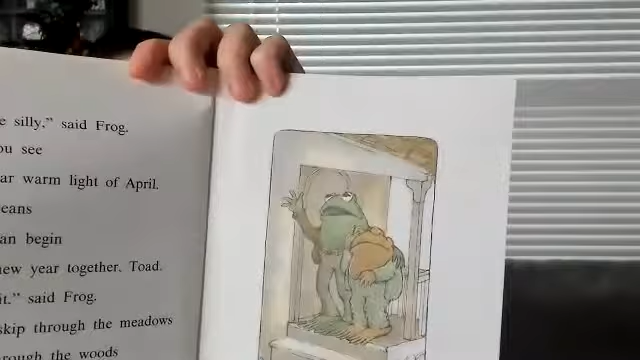 e silly," said Frog.
ou see
ar warm light of April.
eans
an begin
new year together. Toad.
it." said Frog.
skip through the meadows
rough the woods